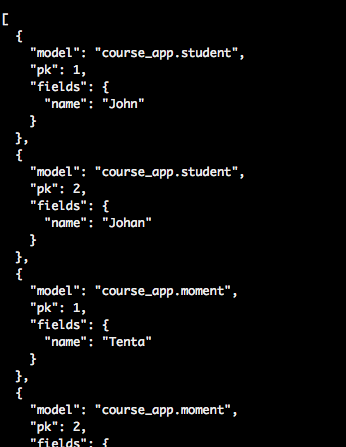 [
  {
    "model": "course_app.student",
    "pk": 1,
    "fields": {
      "name": "John"
    }
  },
  {
    "model": "course_app.student",
    "pk": 2,
    "fields": {
      "name": "Johan"
    }
  },
  {
    "model": "course_app.moment",
    "pk": 1,
    "fields": {
      "name": "Tenta"
    }
  },
  {
    "model": "course_app.moment",
    "pk": 2,
    "fields": {